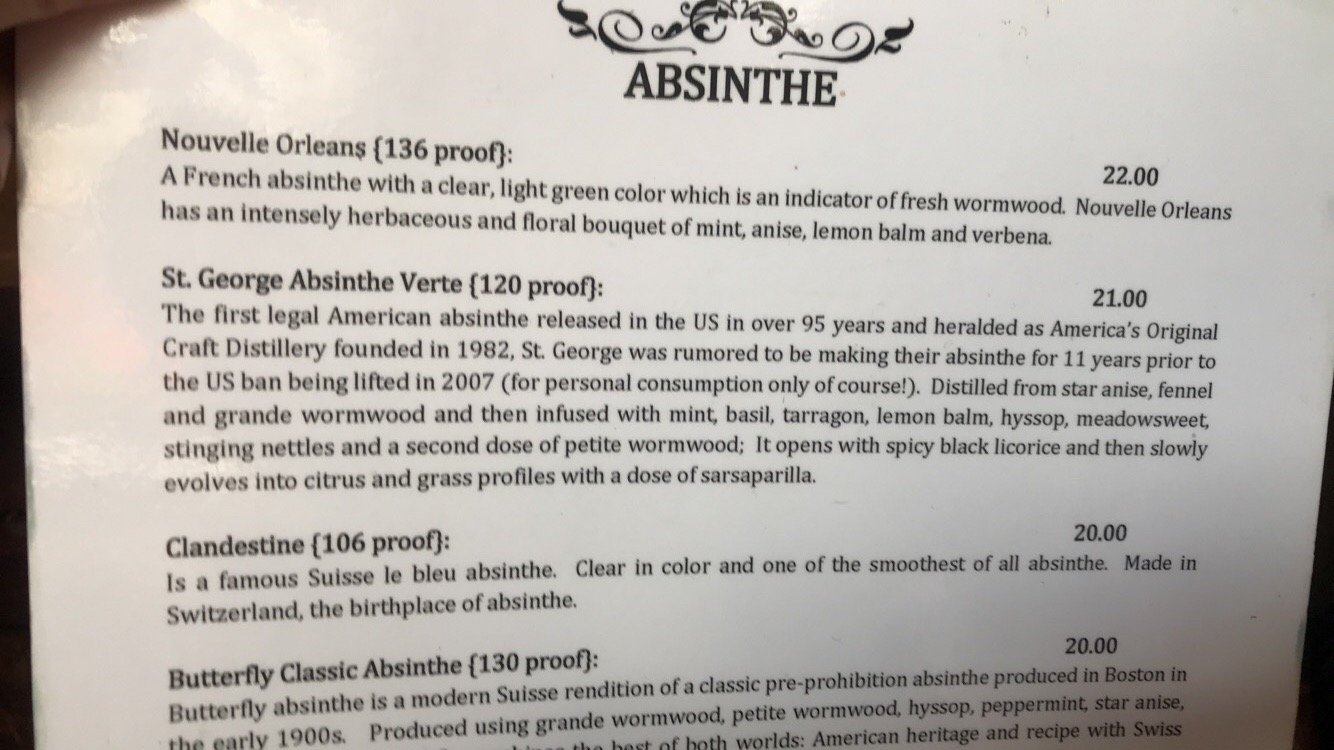 ABSINTHE
Nouvelle Orleans {136 proof}:
22.00
A French absinthe with a clear, light green color which is an indicator of fresh wormwood. Nouvelle Orleans
has an intensely herbaceous and floral bouquet of mint, anise, lemon balm and verbena.
St. George Absinthe Verte {120 proof}:
21.00
The first legal American absinthe released in the US in over 95 years and heralded as America's Original
Craft Distillery founded in 1982, St. George was rumored to be making their absinthe for 11 years prior to
the US ban being lifted in 2007 (for personal consumption only of course!). Distilled from star anise, fennel
and grande wormwood and then infused with mint, basil, tarragon, lemon balm, hyssop, meadowsweet,
stinging nettles and a second dose of petite wormwood; It opens with spicy black licorice and then slowly
evolves into citrus and grass profiles with a dose of sarsaparilla.
Clandestine {106 proof}:
20.00
Is a famous Suisse le bleu absinthe. Clear in color and one of the smoothest of all absinthe. Made in
Switzerland, the birthplace of absinthe.
Butterfly Classic Absinthe {130 proof}:
20.00
Butterfly absinthe is a modern Suisse rendition of a classic pre-prohibition absinthe produced in Boston in
the early 1900s. Produced using grande wormwood, petite wormwood, hyssop, peppermint, star anise,
the best of both worlds: American heritage and recipe with Swiss